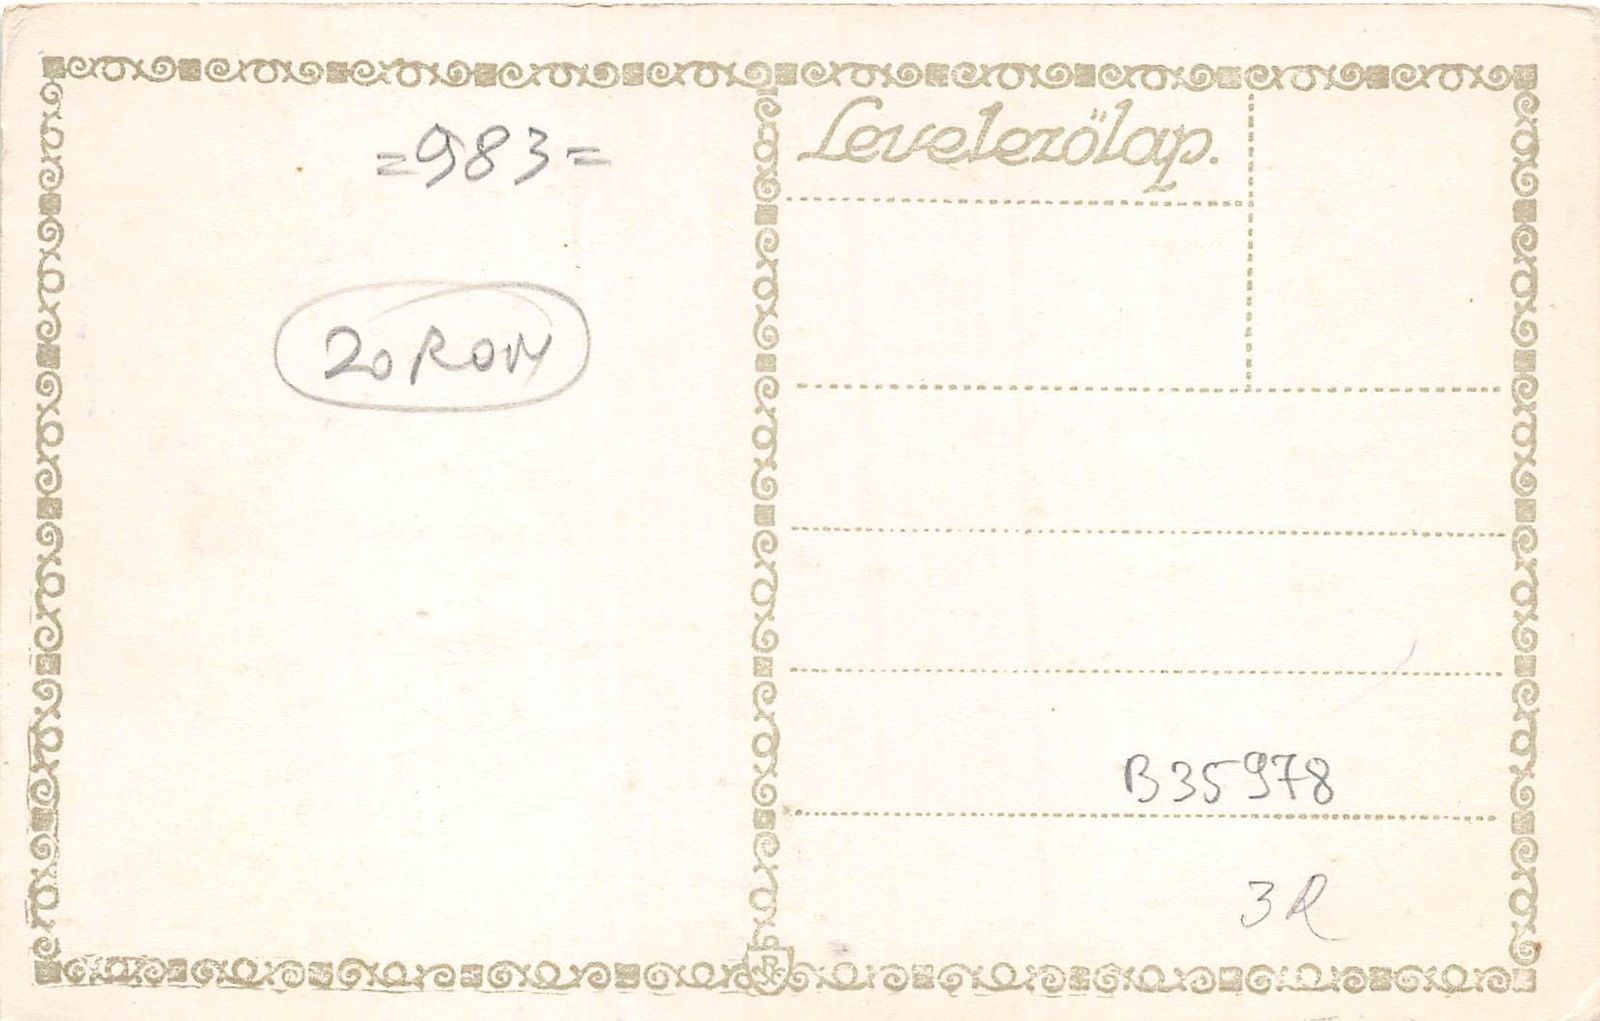 =983=
20 RON
Levelezőlap.
B35978
3R